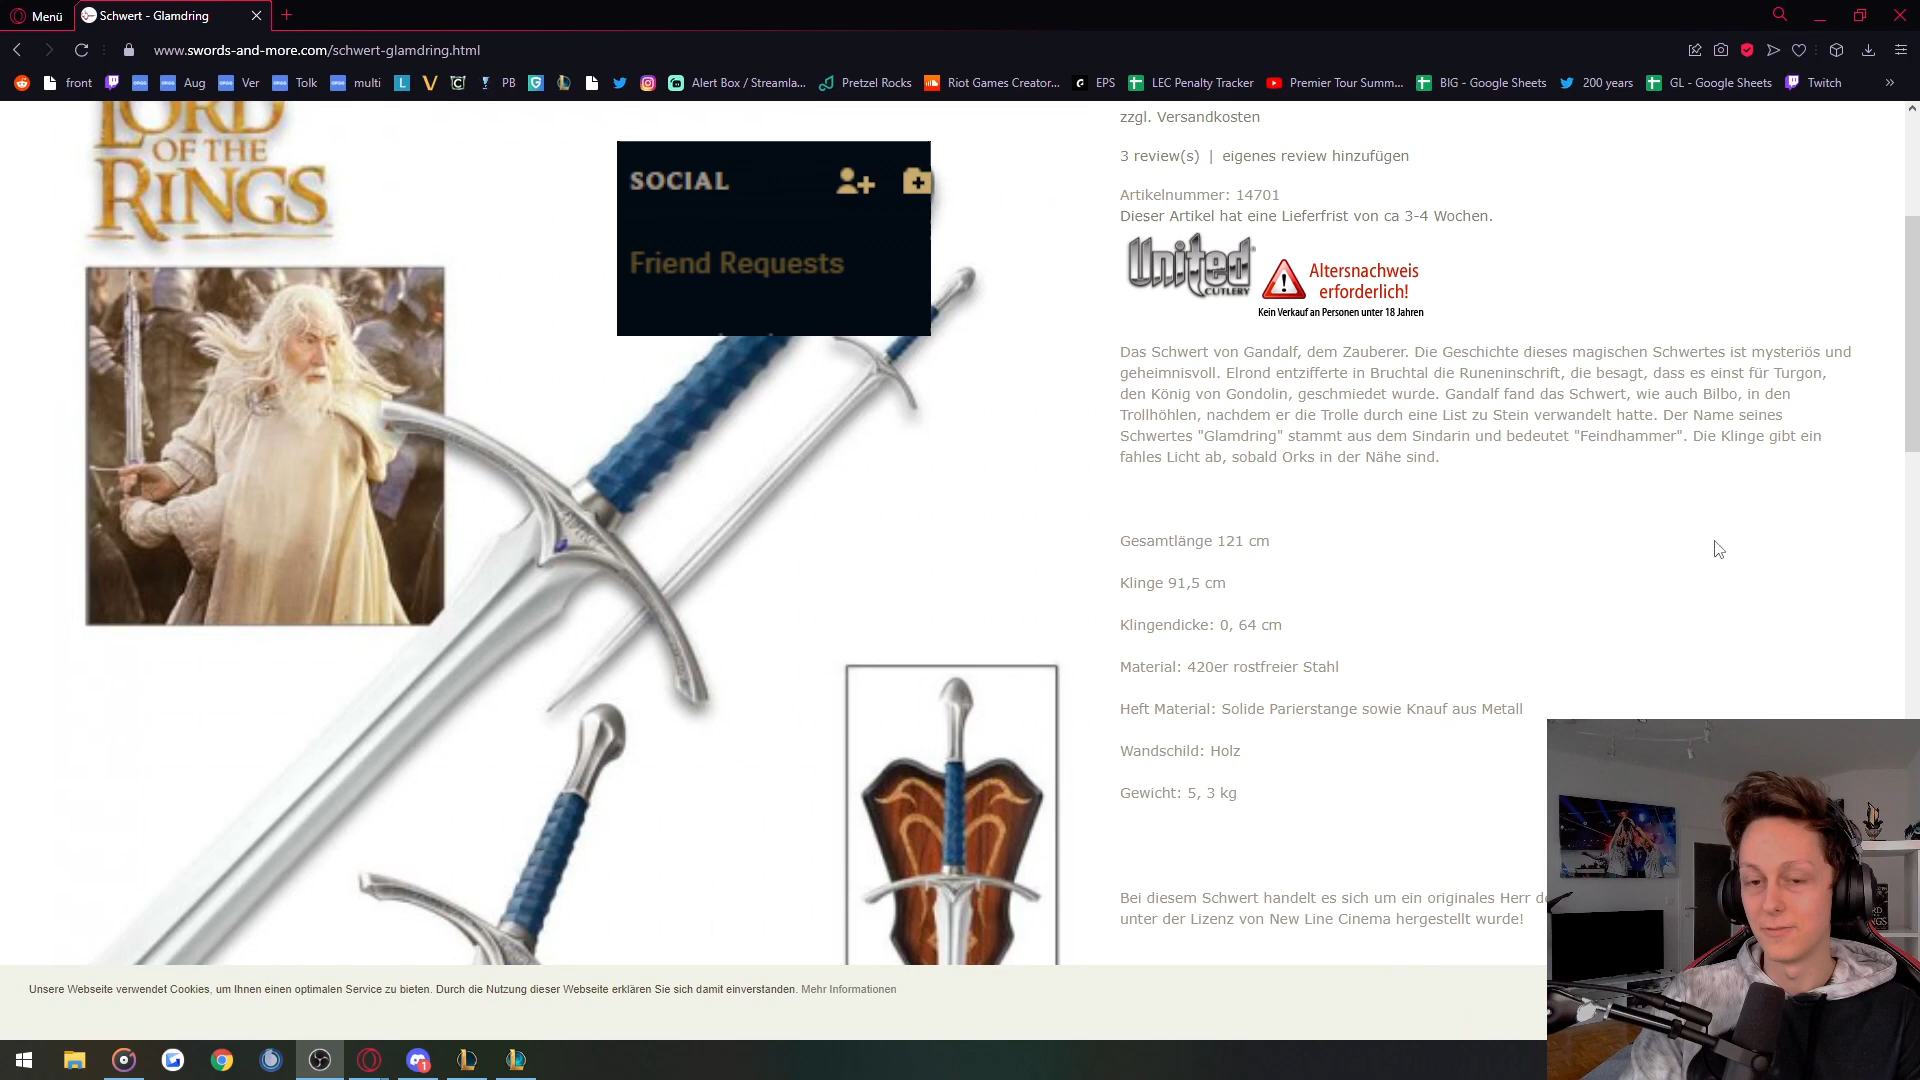 Menü
Schwert - Glamdring
www.swords-and-more.com/schwert-glamdring.html
front
Aug
Ver
Tolk
multi
PB
Alert Box / Streamla...
Pretzel Rocks
Riot Games Creator...
EPS
LEC Penalty Tracker
Premier Tour Summ...
BIG - Google Sheets
200 years
GL - Google Sheets
Twitch
LORD
OF THE
RINGS
SOCIAL
Friend Requests
zzgl. Versandkosten
3 review(s) | eigenes review hinzufügen
Artikelnummer: 14701
Dieser Artikel hat eine Lieferfrist von ca 3-4 Wochen.
United
CUTLERY
Altersnachweis
erforderlich!
Kein Verkauf an Personen unter 18 Jahren
Das Schwert von Gandalf, dem Zauberer. Die Geschichte dieses magischen Schwertes ist mysteriös und
geheimnisvoll. Elrond entzifferte in Bruchtal die Runeninschrift, die besagt, dass es einst für Turgon,
den König von Gondolin, geschmiedet wurde. Gandalf fand das Schwert, wie auch Bilbo, in den
Trollhöhlen, nachdem er die Trolle durch eine List zu Stein verwandelt hatte. Der Name seines
Schwertes "Glamdring" stammt aus dem Sindarin und bedeutet "Feindhammer". Die Klinge gibt ein
fahles Licht ab, sobald Orks in der Nähe sind.
Gesamtlänge 121 cm
Klinge 91,5 cm
Klingendicke: 0, 64 cm
Material: 420er rostfreier Stahl
Heft Material: Solide Parierstange sowie Knauf aus Metall
Wandschild: Holz
Gewicht: 5, 3 kg
Bei diesem Schwert handelt es sich um ein originales Herr
unter der Lizenz von New Line Cinema hergestellt wurde!
Unsere Webseite verwendet Cookies, um Ihnen einen optimalen Service zu bieten. Durch die Nutzung dieser Webseite erklären Sie sich damit einverstanden. Mehr Informationen